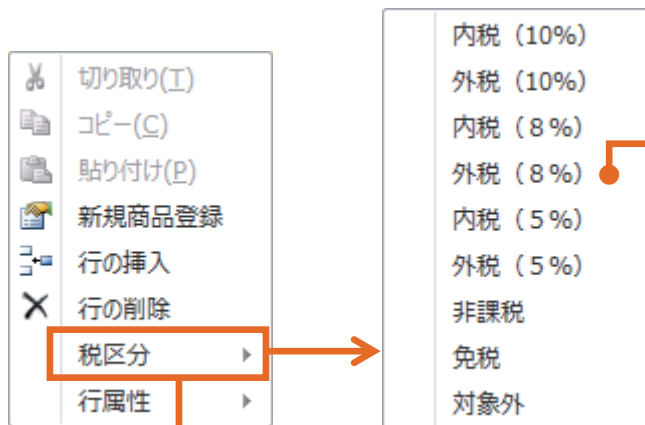 切り取り(T)
コピー(C)
貼り付け(P)
新規商品登録
行の挿入
行の削除
税区分
行属性
内税（10%）
外税（10%）
内税（８%）
外税（８%）
内税（５%）
外税（５%）
非課税
免税
対象外